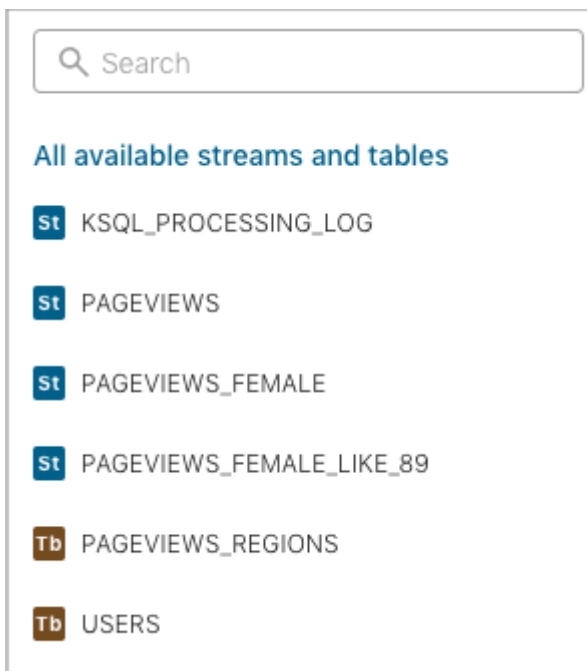 Search
All available streams and tables
St KSQL_PROCESSING_LOG
St PAGEVIEWS
St PAGEVIEWS_FEMALE
St PAGEVIEWS_FEMALE_LIKE_89
Tb PAGEVIEWS_REGIONS
Tb USERS